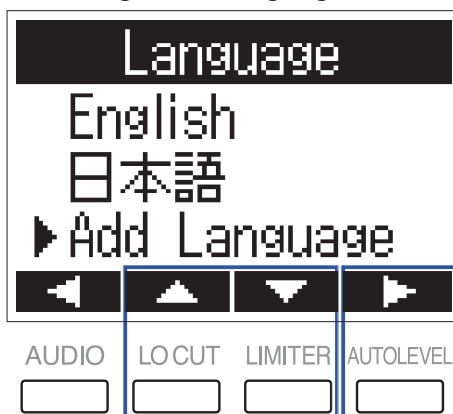 Language
English
日本語
Add Language
AUDIO LO CUT LIMITER AUTOLEVEL